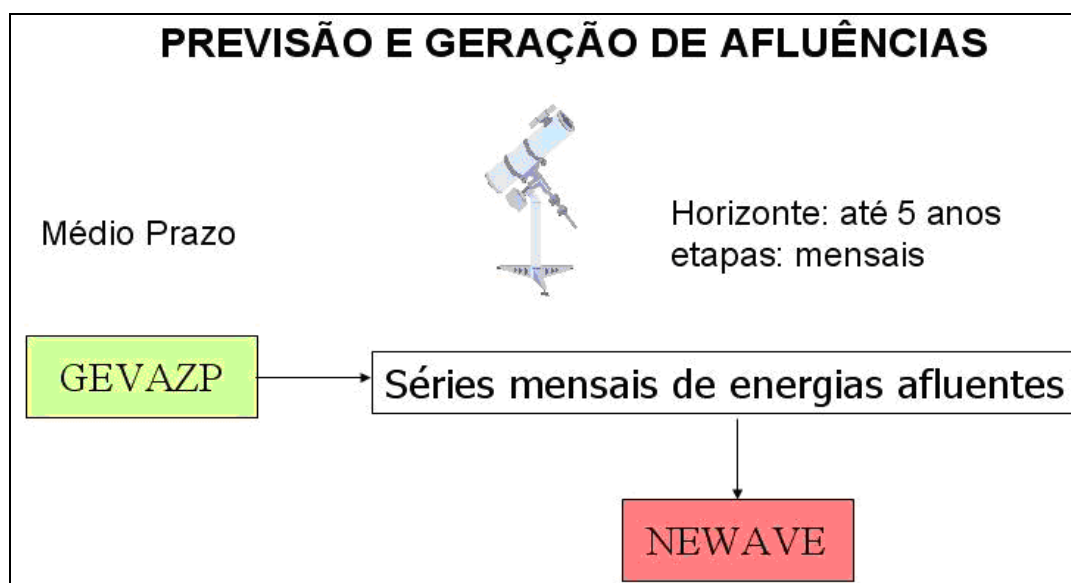 PREVISÃO E GERAÇÃO DE AFLUÊNCIAS
Médio Prazo
Horizonte: até 5 anos
etapas: mensais
GEVAZP
Séries mensais de energias afluentes
NEWAVE